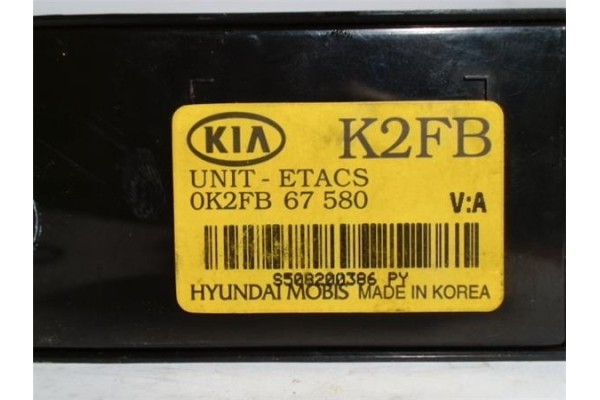 KIA K2FB
UNIT - ETACS
0K2FB 67 580 V:A
S508200386 PY
HYUNDAI MOBIS MADE IN KOREA